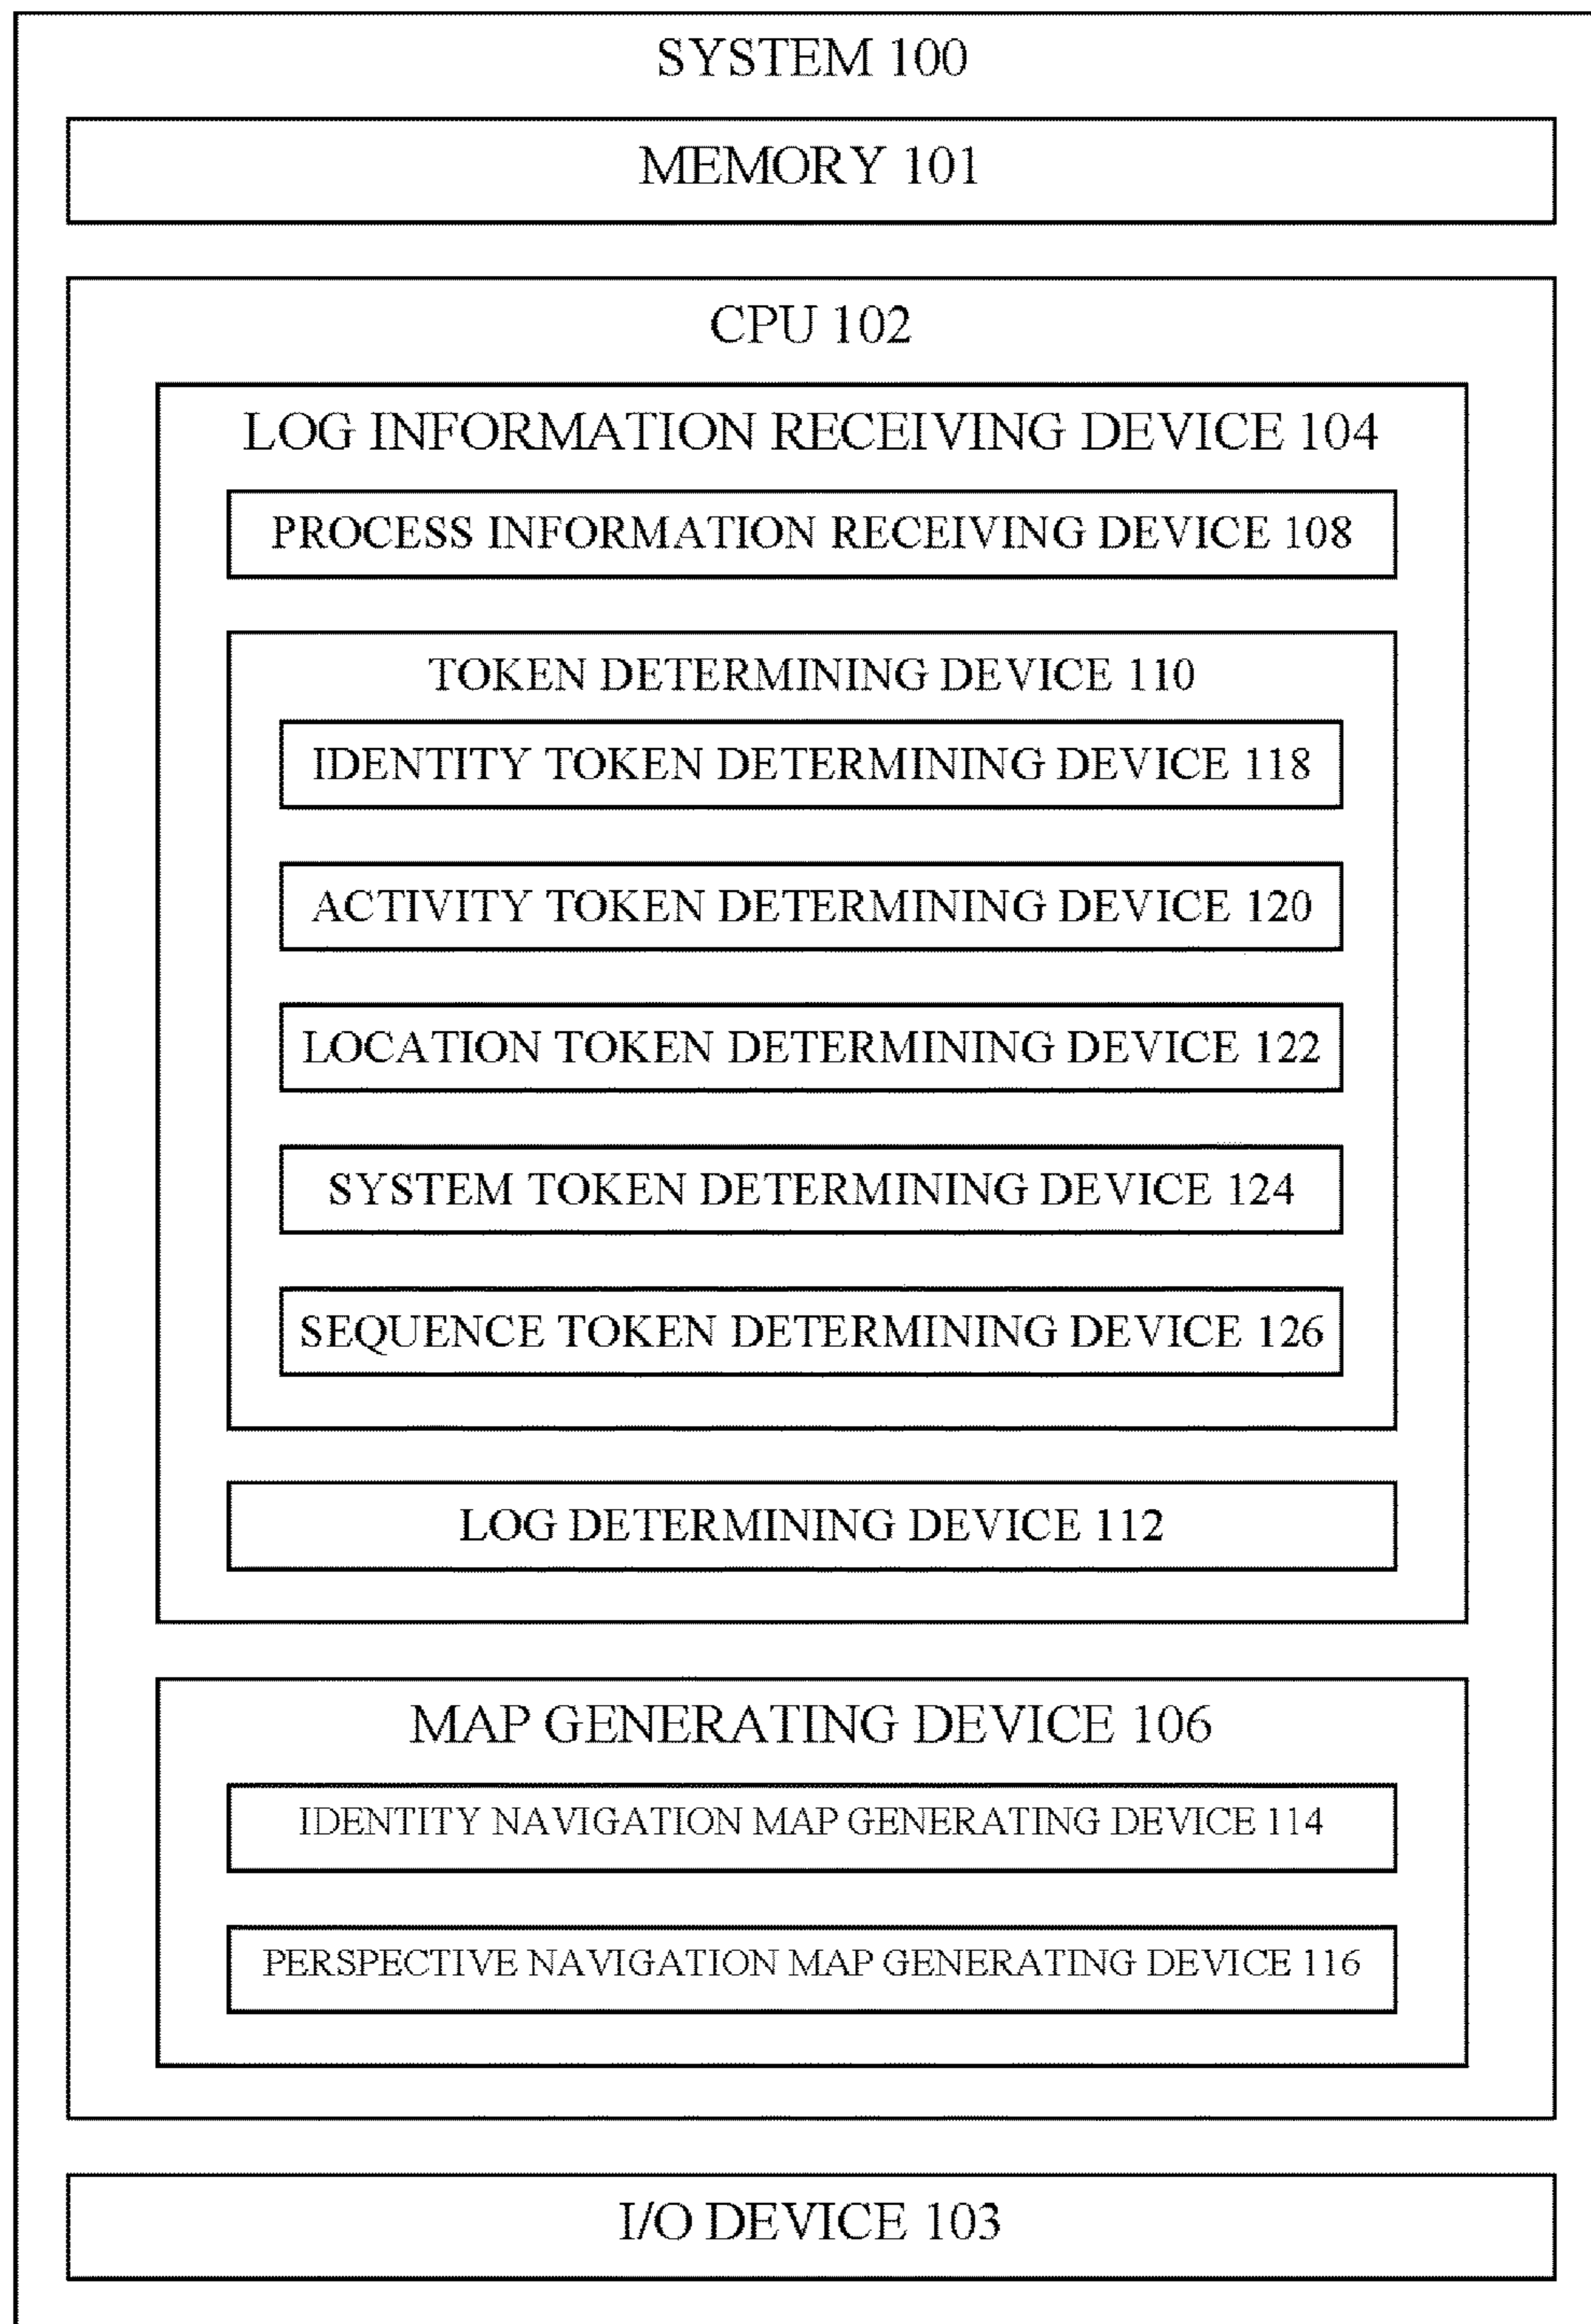 SYSTEM 100
MEMORY 101
CPU 102
LOG INFORMATION RECEIVING DEVICE 104
PROCESS INFORMATION RECEIVING DEVICE 108
TOKEN DETERMINING DEVICE 110
IDENTITY TOKEN DETERMINING DEVICE 118
ACTIVITY TOKEN DETERMINING DEVICE 120
LOCATION TOKEN DETERMINING DEVICE 122
SYSTEM TOKEN DETERMINING DEVICE 124
SEQUENCE TOKEN DETERMINING DEVICE 126
LOG DETERMINING DEVICE 112
MAP GENERATING DEVICE 106
IDENTITY NAVIGATION MAP GENERATING DEVICE 114
PERSPECTIVE NAVIGATION MAP GENERATING DEVICE 116
I/O DEVICE 103